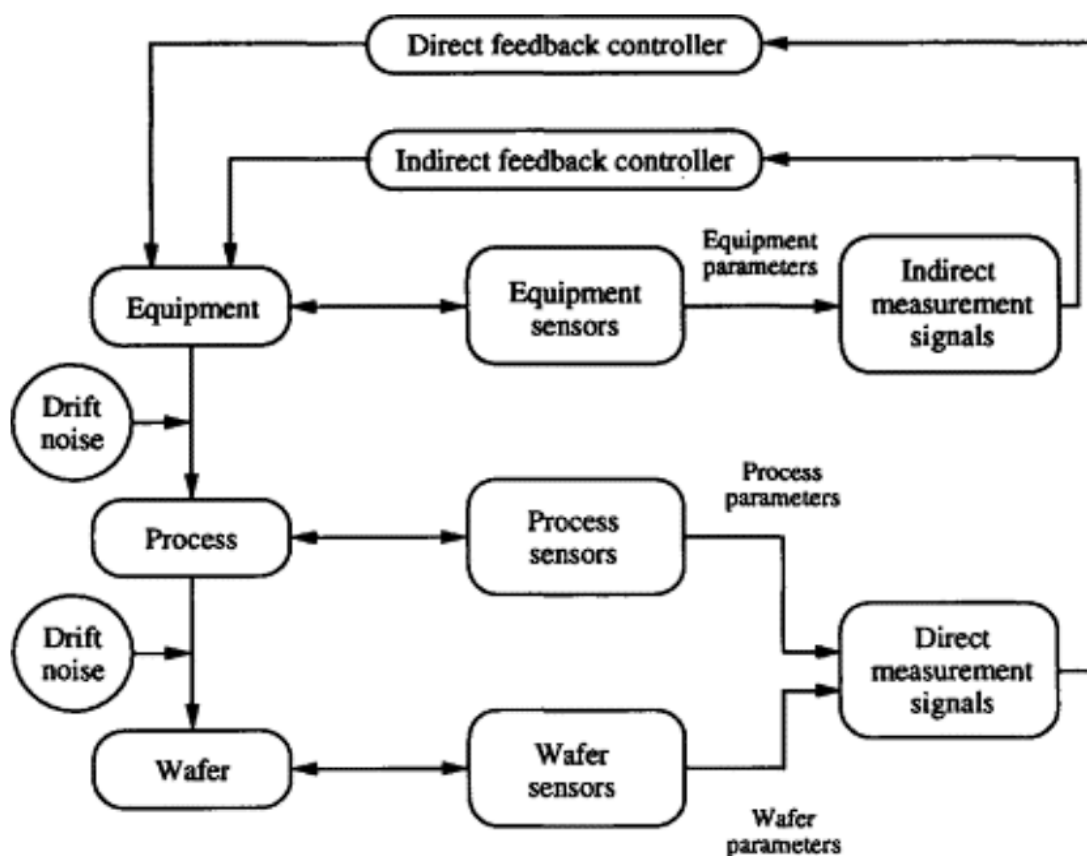 Direct feedback controller
Indirect feedback controller
Equipment
parameters
Equipment
Equipment
sensors
Indirect
measurement
signals
Drift
noise
Process
parameters
Process
Process
sensors
Drift
noise
Direct
measurement
signals
Wafer
Wafer
sensors
Wafer
parameters